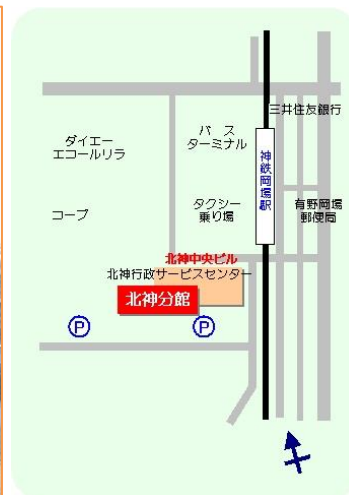 三井住友銀行
ダイエー
エコールリラ
バス
ターミナル
神鉄岡場駅
コープ
タクシー
乗り場
有野岡場
郵便局
北神中央ビル
北神行政サービスセンター
北神分館
P
P